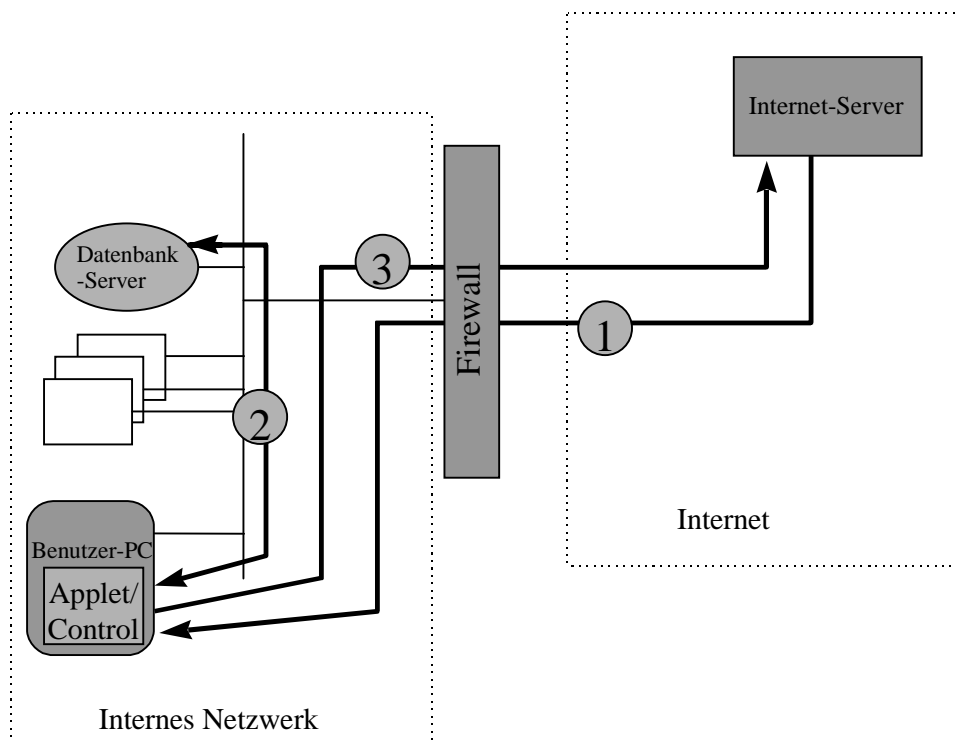 Internet-Server
Datenbank
-Server
3
Firewall
1
2
Internet
Benutzer-PC
Applet/
Control
Internes Netzwerk